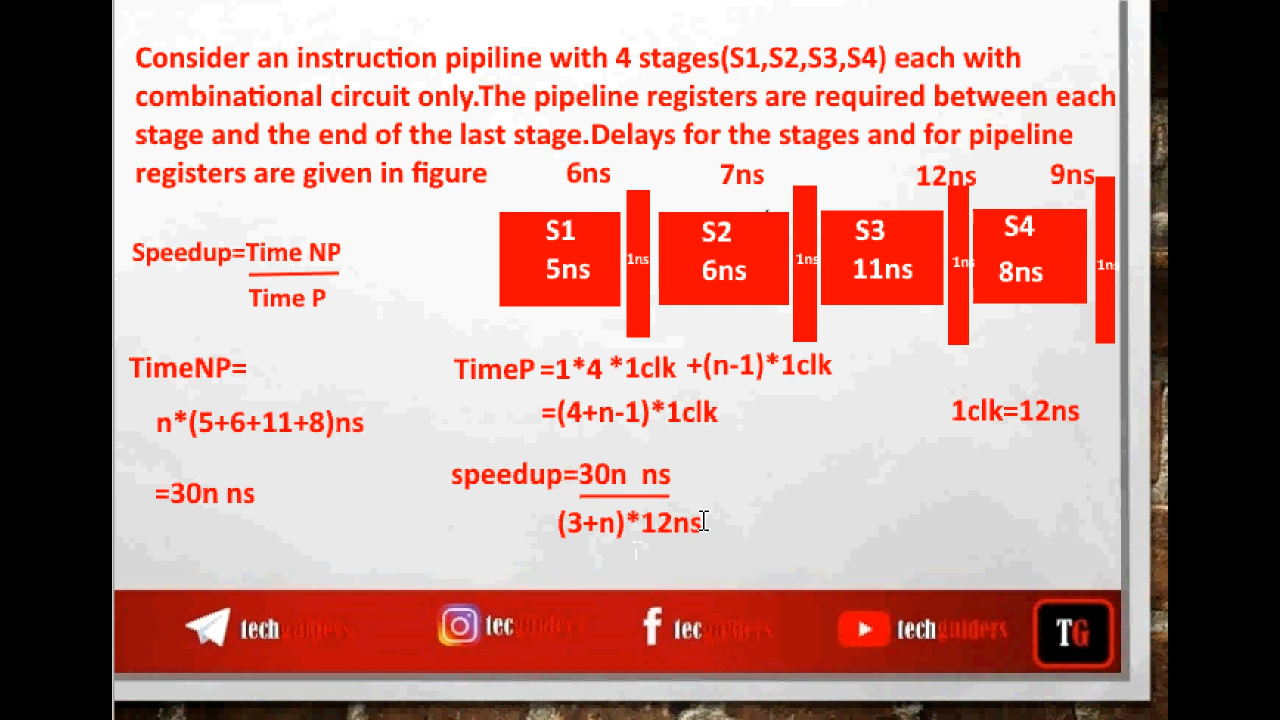 Consider an instruction pipiline with 4 stages(S1,S2,S3,S4) each with
combinational circuit only.The pipeline registers are required between each
stage and the end of the last stage.Delays for the stages and for pipeline
registers are given in figure
6ns 7ns 12ns 9ns
S1 S2 S3 S4
5ns 1ns 6ns 1ns 11ns 1ns 8ns 1ns
Speedup=Time NP
Time P
TimeNP=
n*(5+6+11+8)ns
=30n ns
TimeP =1*4 *1clk +(n-1)*1clk
=(4+n-1)*1clk
1clk=12ns
speedup=30n ns
(3+n)*12ns
techguiders tecguiders tecguiders techguiders TG